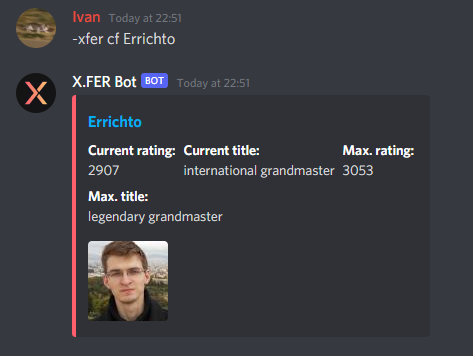 Ivan Today at 22:51
-xfer cf Errichto
X.FER Bot BOT Today at 22:51
Errichto
Current rating: Current title: Max. rating:
2907 international grandmaster 3053
Max. title:
legendary grandmaster